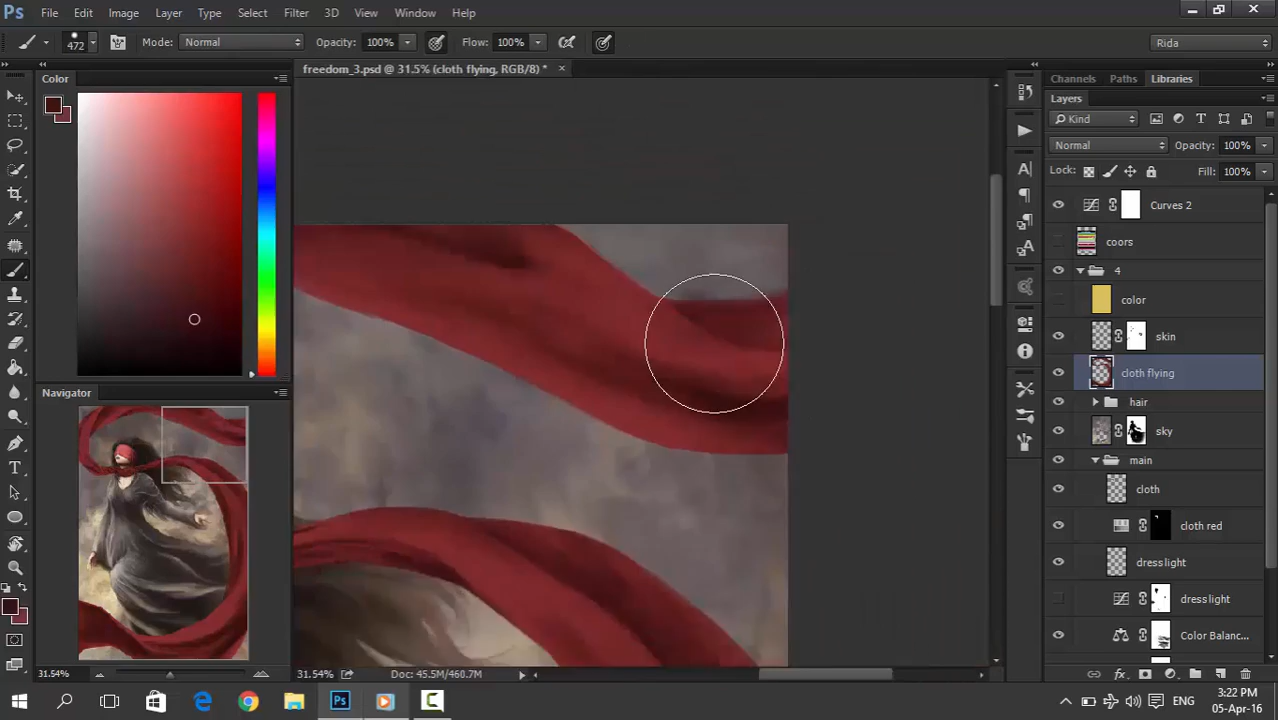 Ps File Edit Image Layer Type Select Filter 3D View Window Help
472 Mode: Normal Opacity: 100% Flow: 100% Rida
Color
freedom_3.psd @ 31.5% (cloth flying, RGB/8) *
Channels Paths Libraries
Layers
Kind
Normal Opacity: 100%
Lock: Fill: 100%
Curves 2
coors
4
color
skin
cloth flying
hair
sky
main
cloth
cloth red
dress light
dress light
Color Balanc...
Navigator
31.54%
31.54% Doc: 45.5M/460.7M
ENG
3:22 PM
05-Apr-16